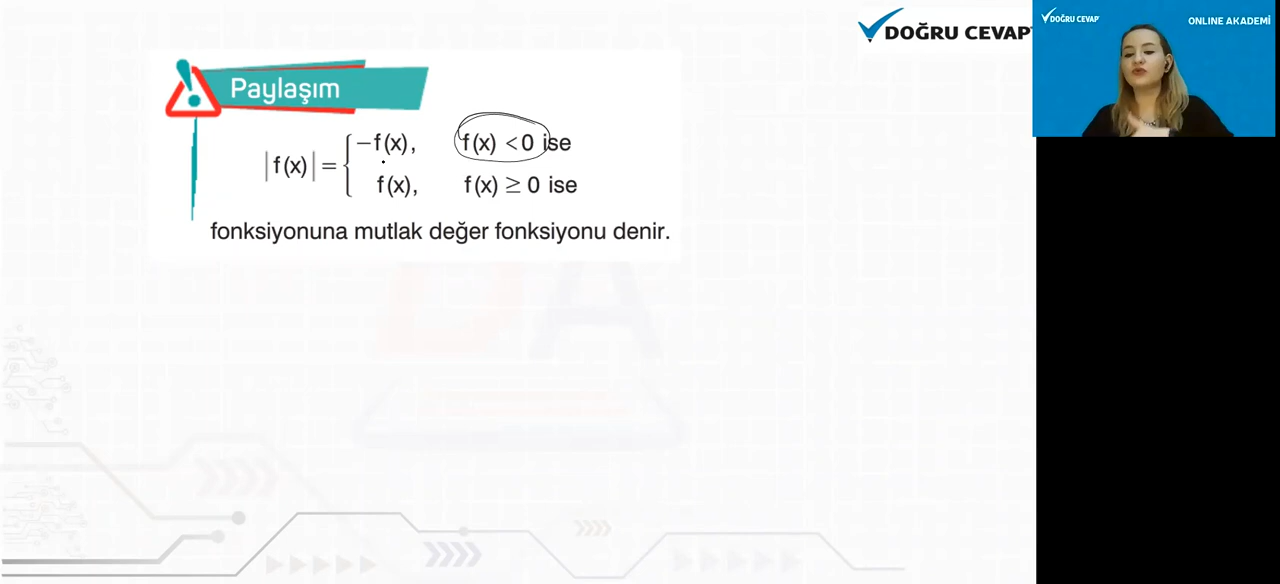 DOĞRU CEVAP
DOĞRU CEVAP
ONLINE AKADEMİ
Paylaşım
|f(x)| = { −f(x), f(x) < 0 ise
f(x), f(x) ≥ 0 ise
fonksiyonuna mutlak değer fonksiyonu denir.